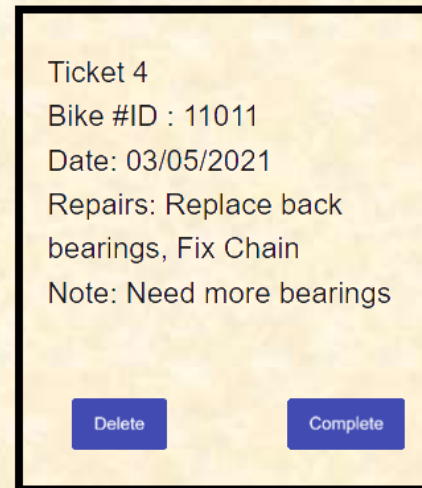 Ticket 4
Bike #ID : 11011
Date: 03/05/2021
Repairs: Replace back
bearings, Fix Chain
Note: Need more bearings
Delete
Complete